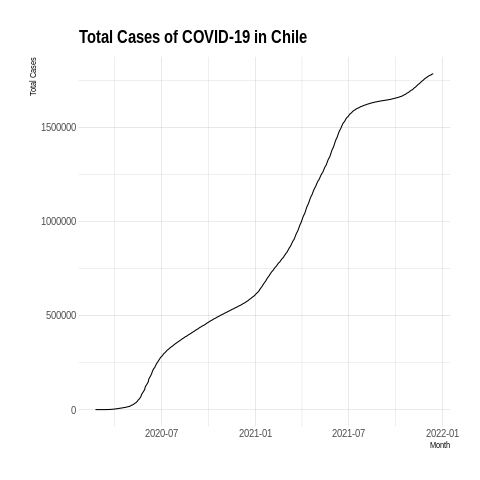 Total Cases of COVID-19 in Chile
Total Cases
1500000
1000000
500000
0
2020-07 2021-01 2021-07 2022-01
Month